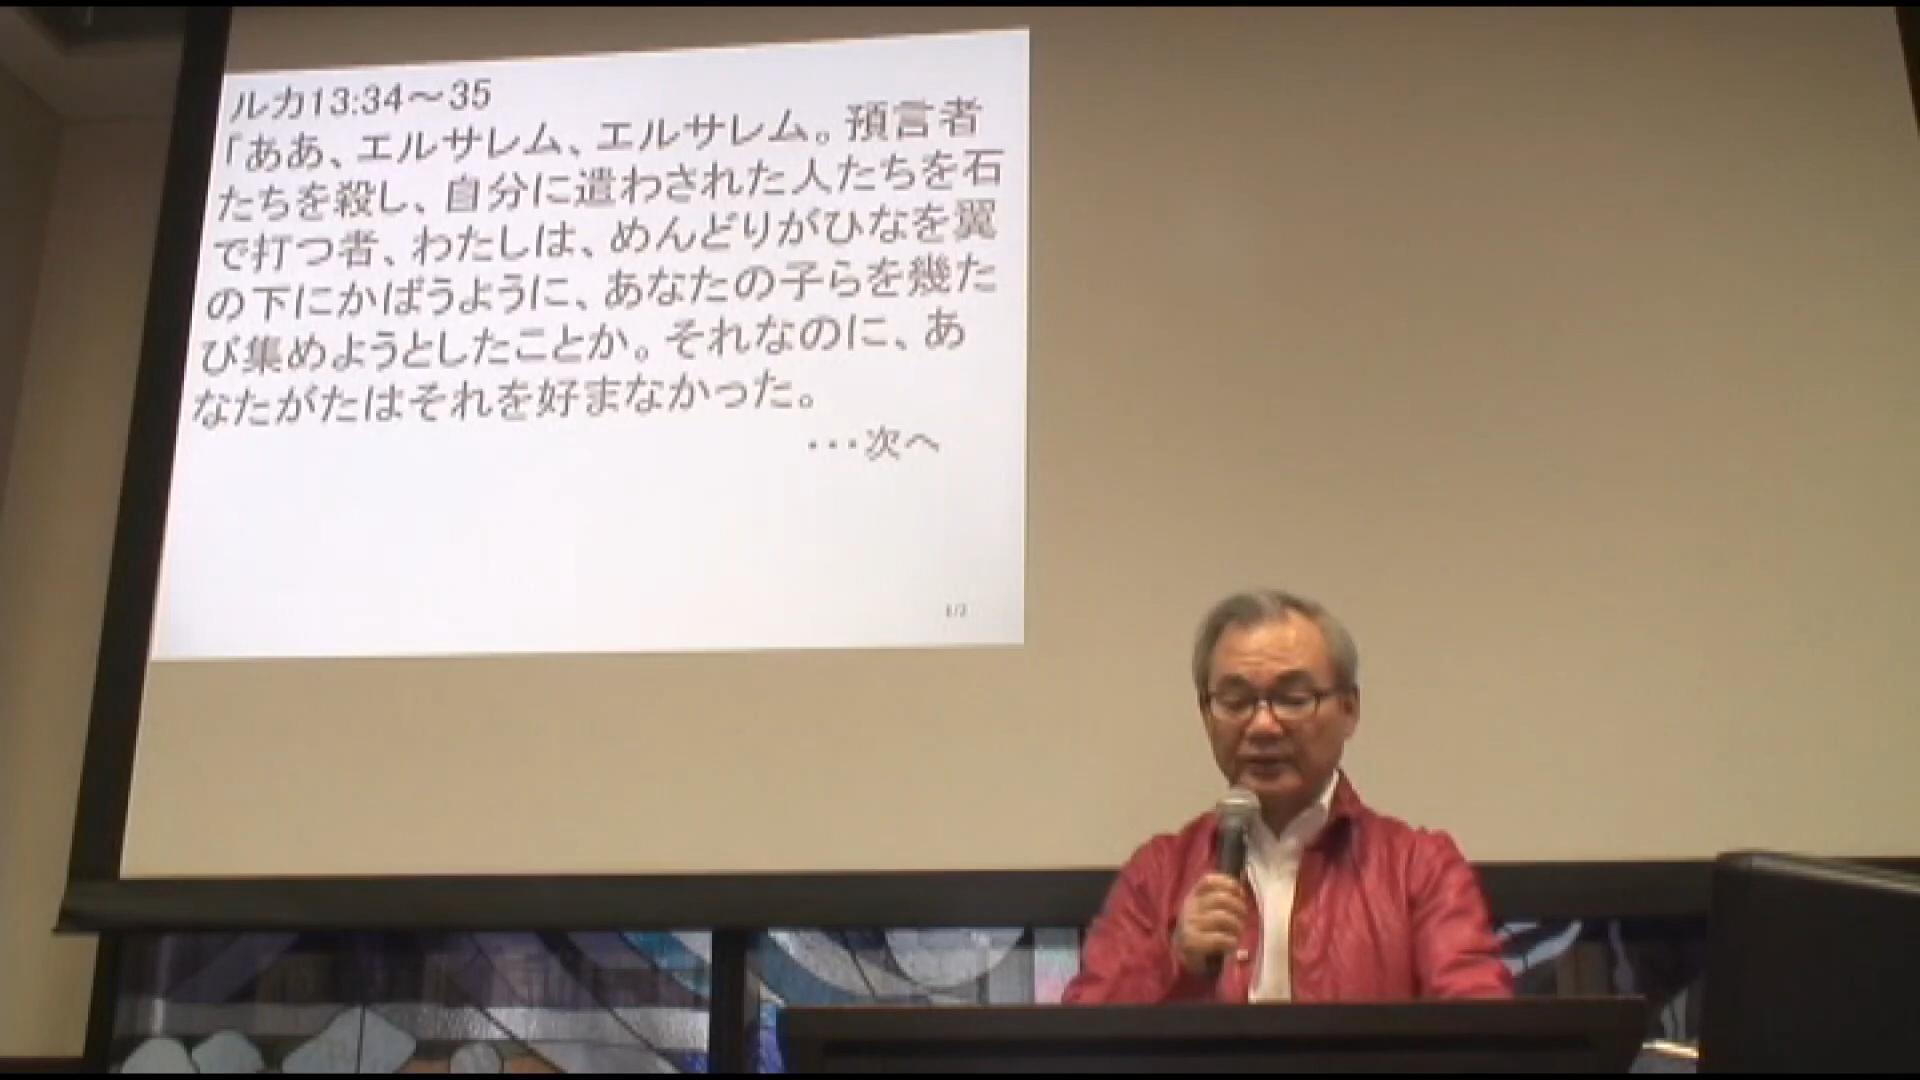 ルカ13:34～35
「ああ、エルサレム、エルサレム。預言者
たちを殺し、自分に遣わされた人たちを石
で打つ者、わたしは、めんどりがひなを翼
の下にかばうように、あなたの子らを幾た
び集めようとしたことか。それなのに、あ
なたがたはそれを好まなかった。
･･･次へ
1/2